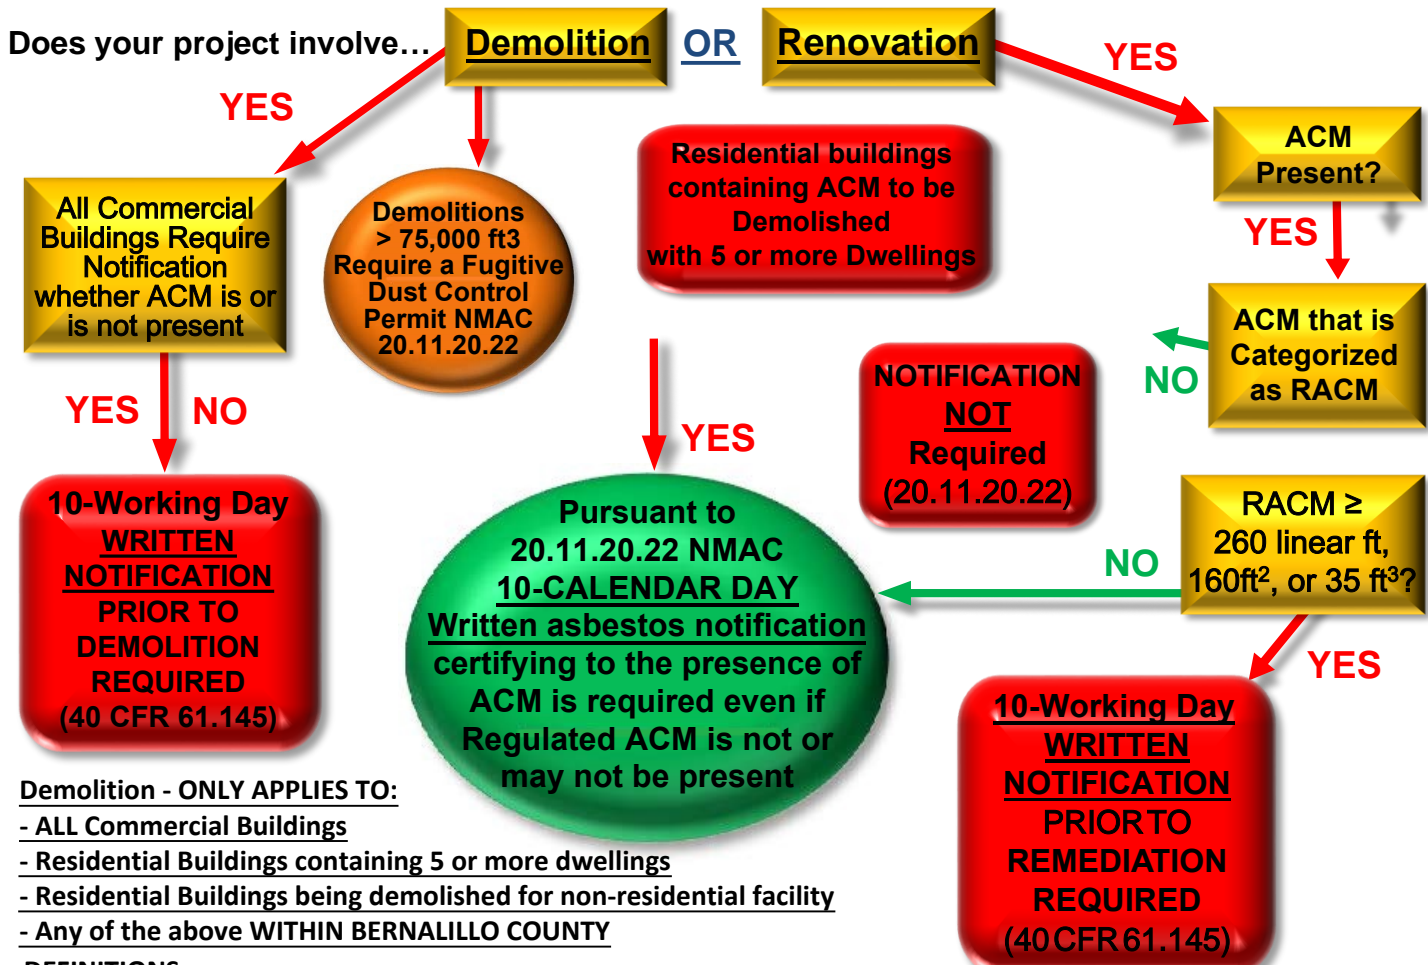 Does your project involve…
Demolition
OR
Renovation
YES
YES
ACM
Present?
All Commercial
Buildings Require
Notification
whether ACM is or
is not present
Demolitions
> 75,000 ft3
Require a Fugitive
Dust Control
Permit NMAC
20.11.20.22
Residential buildings
containing ACM to be
Demolished
with 5 or more Dwellings
YES
ACM that is
Categorized
as RACM
NO
NOTIFICATION
NOT
Required
(20.11.20.22)
YES
NO
YES
10-Working Day
WRITTEN
NOTIFICATION
PRIOR TO
DEMOLITION
REQUIRED
(40 CFR 61.145)
Pursuant to
20.11.20.22 NMAC
10-CALENDAR DAY
Written asbestos notification
certifying to the presence of
ACM is required even if
Regulated ACM is not or
may not be present
NO
RACM ≥
260 linear ft,
160ft², or 35 ft³?
YES
10-Working Day
WRITTEN
NOTIFICATION
PRIOR TO
REMEDIATION
REQUIRED
(40 CFR 61.145)
Demolition - ONLY APPLIES TO:
- ALL Commercial Buildings
- Residential Buildings containing 5 or more dwellings
- Residential Buildings being demolished for non-residential facility
- Any of the above WITHIN BERNALILLO COUNTY
DEFINITIONS